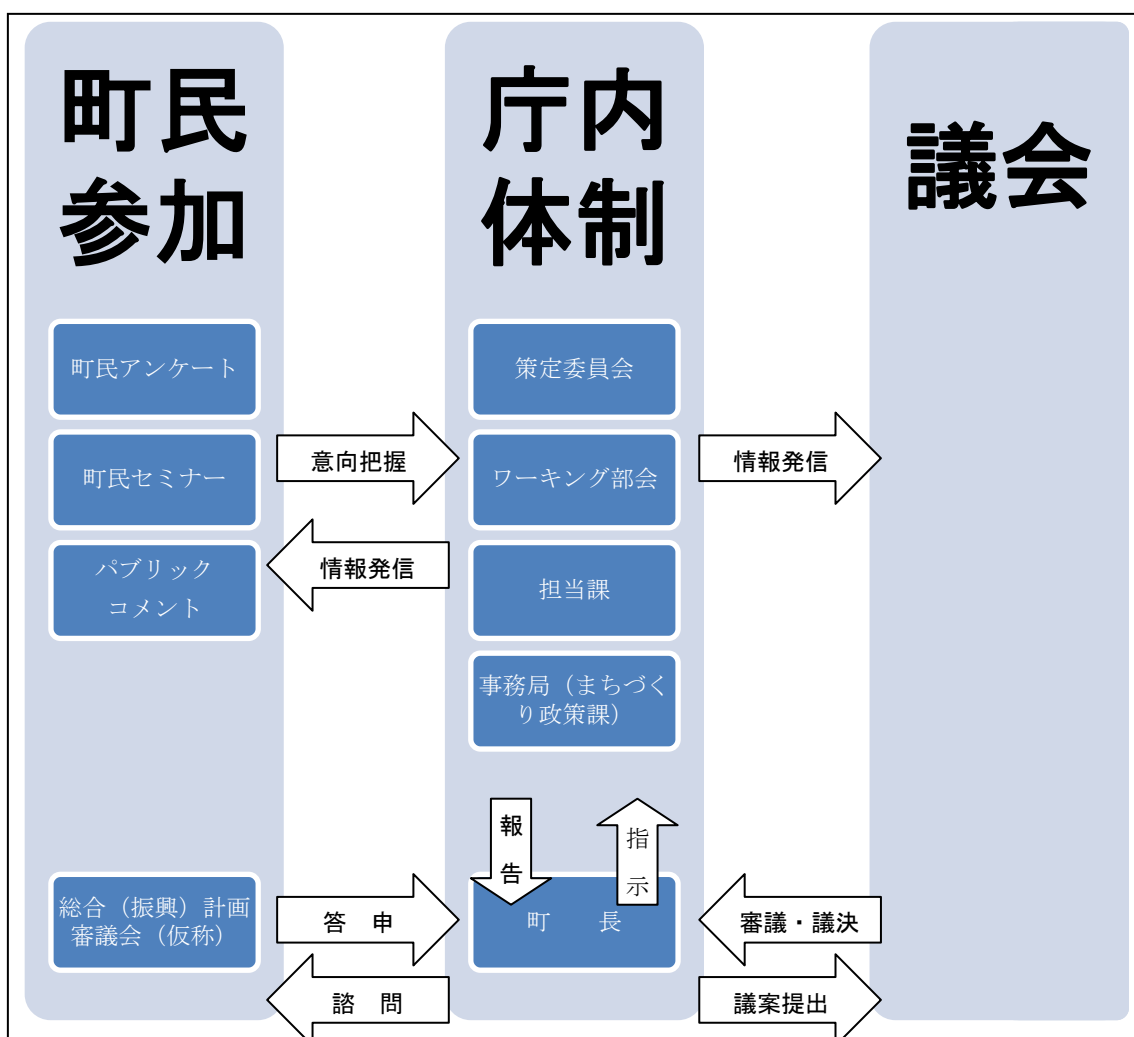 町民
参加
町民アンケート
町民セミナー
パブリック
コメント
総合（振興）計画
審議会（仮称）
意向把握
情報発信
答　申
諮　問
庁内
体制
策定委員会
ワーキング部会
担当課
事務局（まちづく
り政策課）
報
告
指
示
町　長
情報発信
審議・議決
議案提出
議会